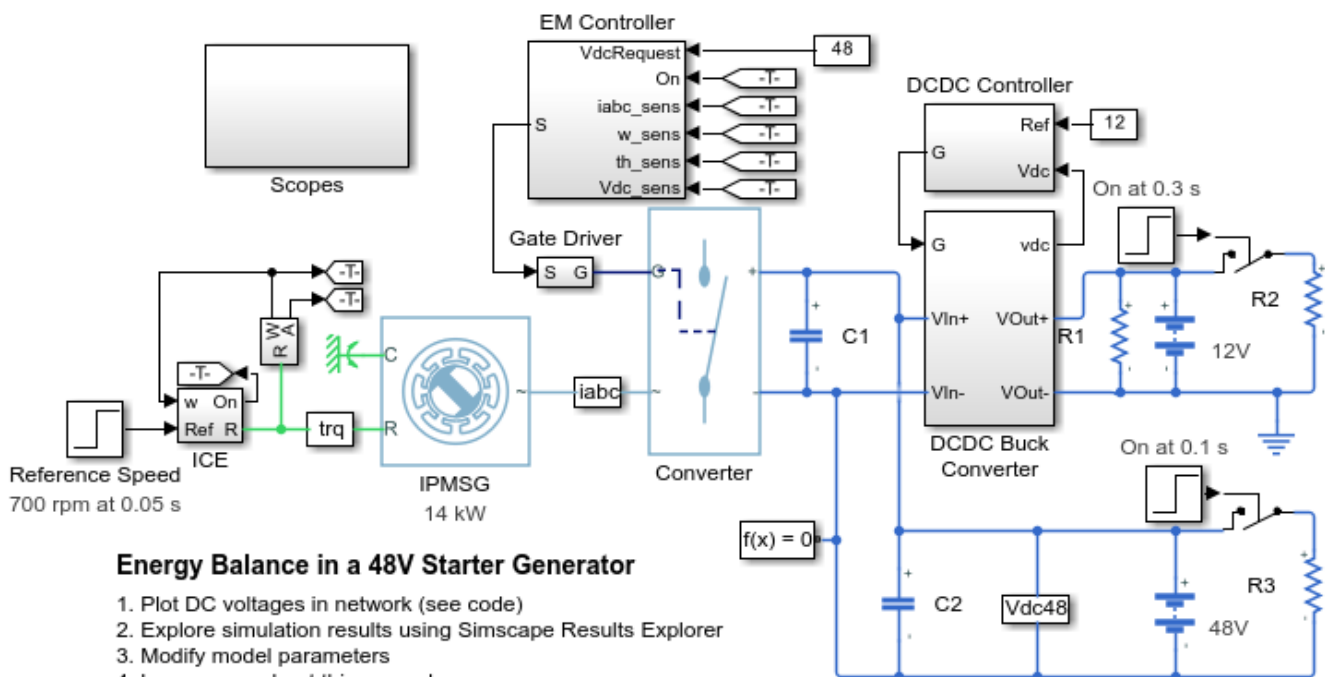 EM Controller
VdcRequest
48
On
-T-
iabc_sens
-T-
w_sens
-T-
th_sens
-T-
Vdc_sens
-T-
S
Scopes
DCDC Controller
Ref
12
G
Vdc
On at 0.3 s
Gate Driver
S G
G
+
-
~
Converter
C1
+
-
G
vdc
VIn+
VOut+
VIn-
VOut-
DCDC Buck
Converter
R1
+
-
12V
+
-
R2
+
-
-T-
-T-
W
A
R
-T-
w On
Ref R
ICE
Reference Speed
700 rpm at 0.05 s
trq
C
R
~
IPMSG
14 kW
iabc
On at 0.1 s
f(x) = 0
C2
+
-
Vdc48
+
-
48V
R3
+
-
Energy Balance in a 48V Starter Generator
1. Plot DC voltages in network (see code)
2. Explore simulation results using Simscape Results Explorer
3. Modify model parameters